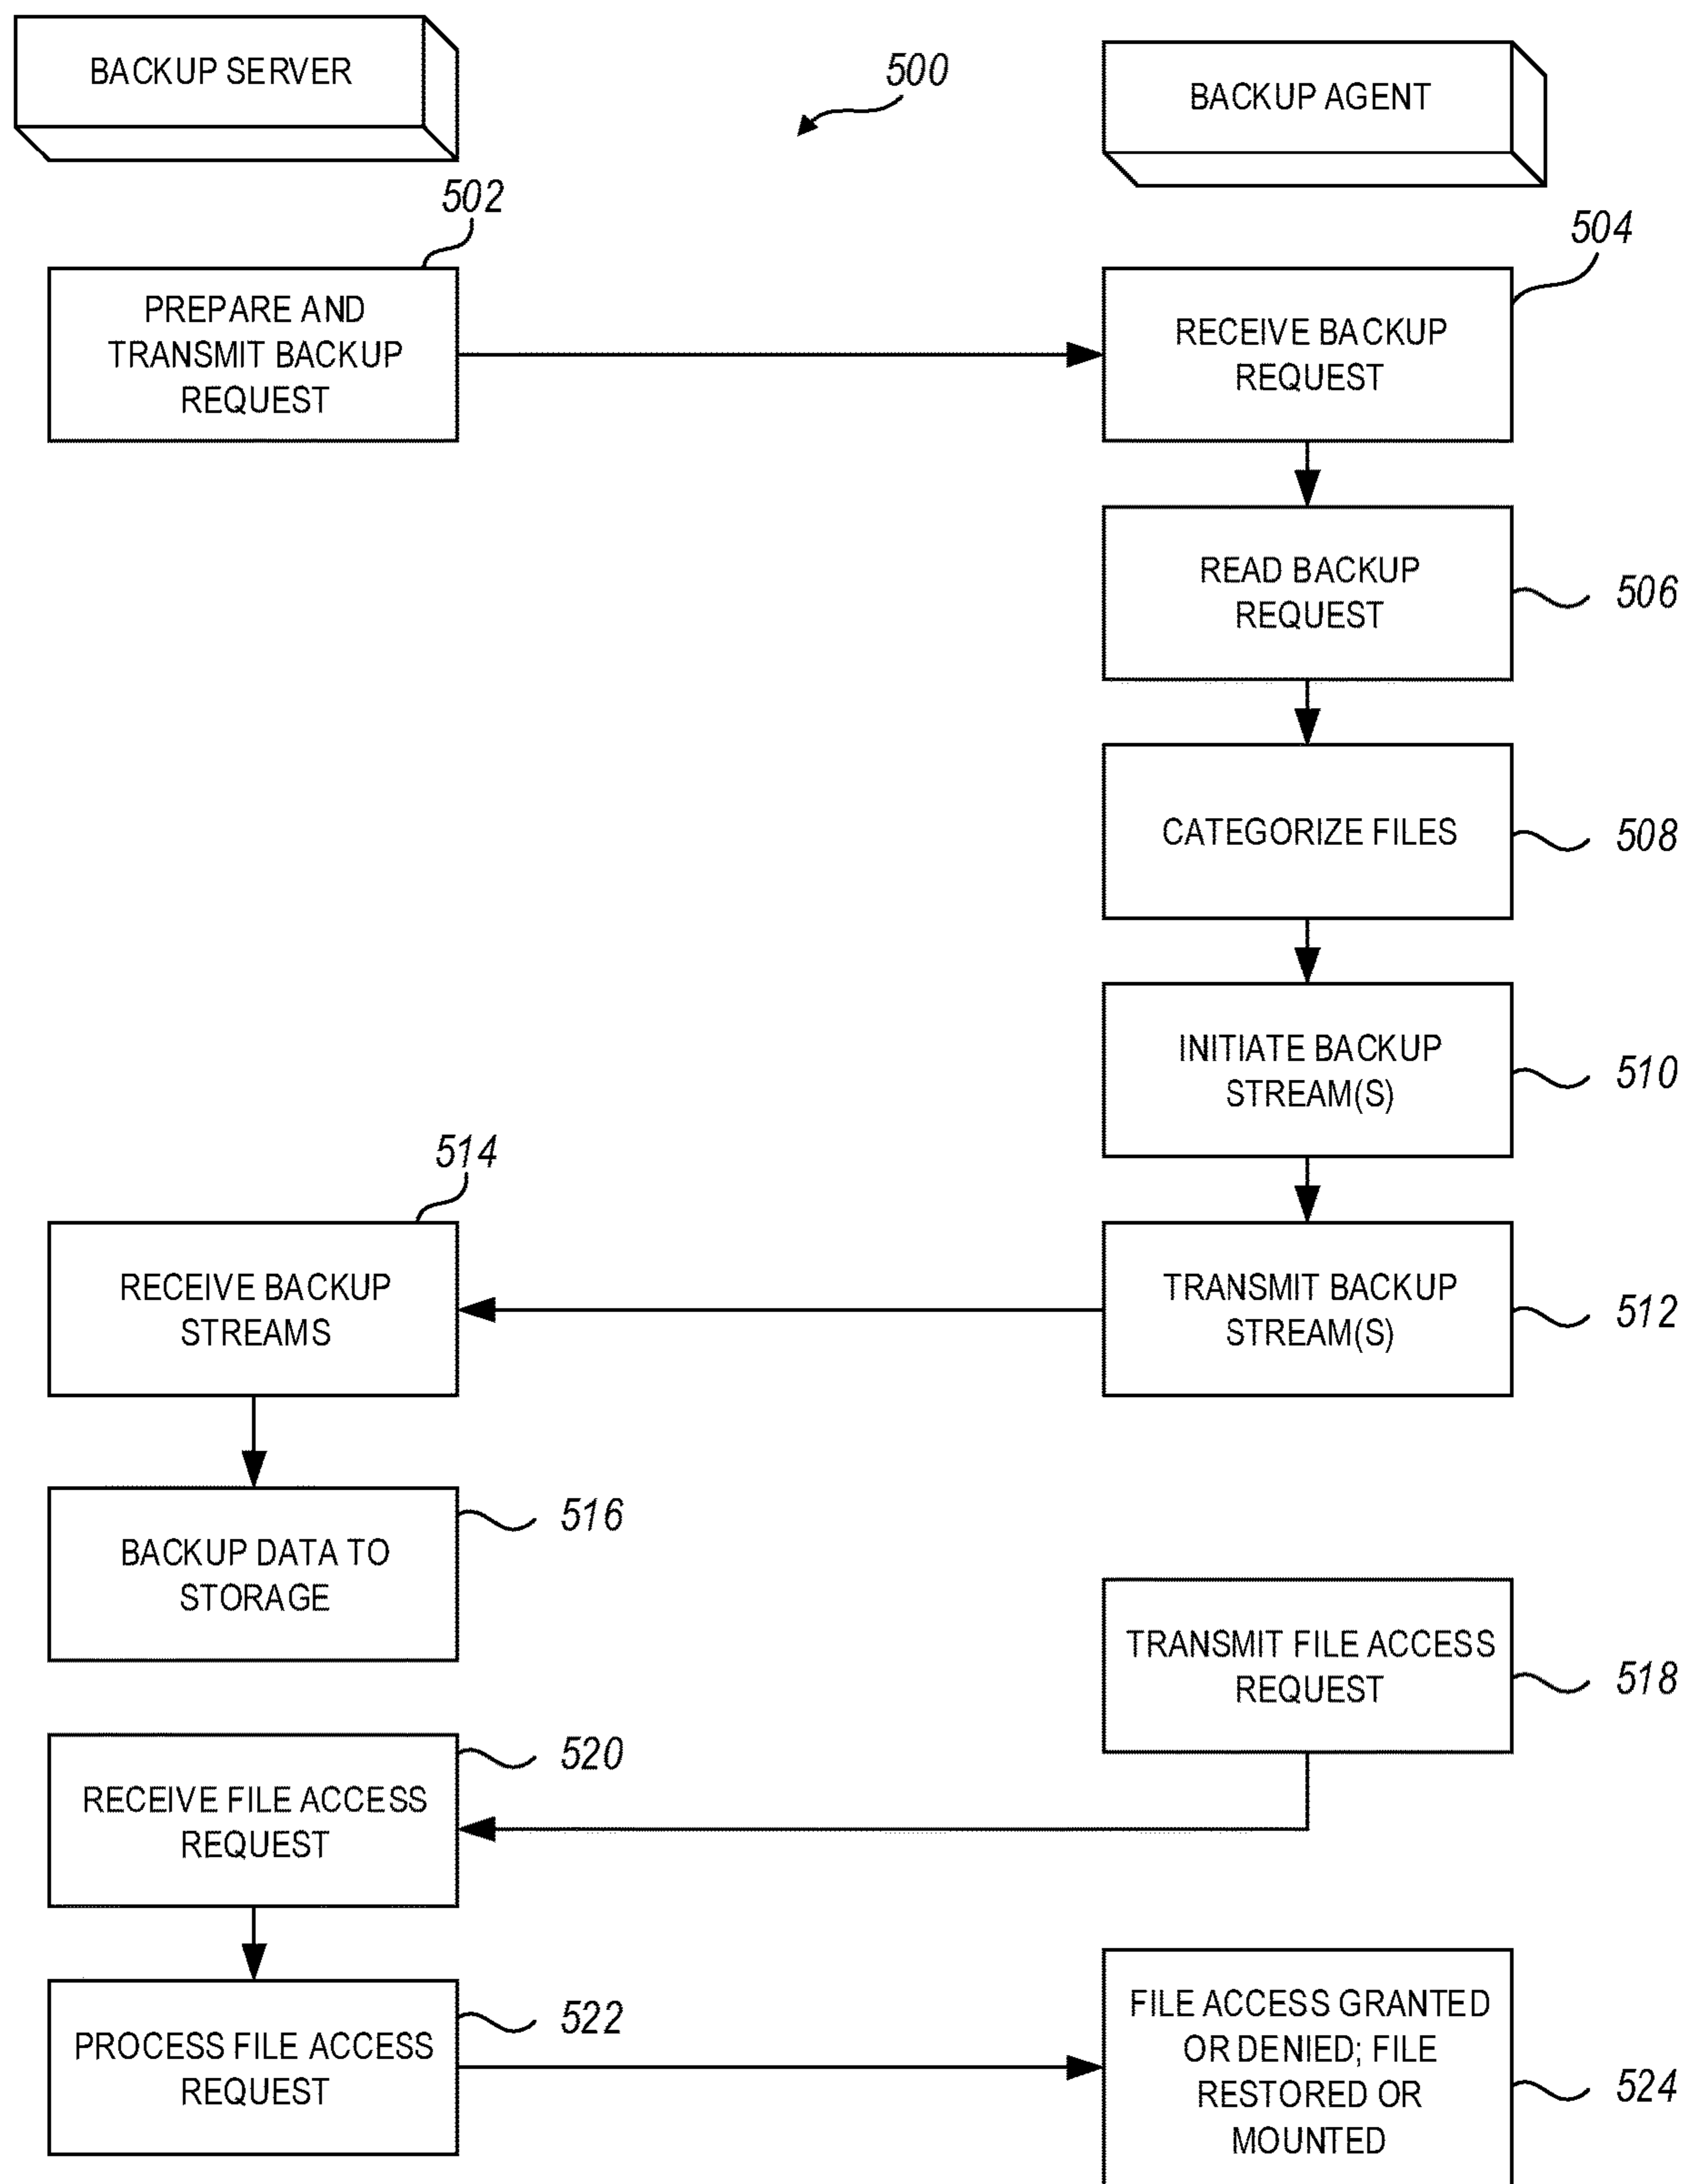 BACKUP SERVER
500
BACKUP AGENT
502
504
PREPARE AND
TRANSMIT BACKUP
REQUEST
RECEIVE BACKUP
REQUEST
READ BACKUP
REQUEST
506
CATEGORIZE FILES
508
INITIATE BACKUP
STREAM(S)
510
514
RECEIVE BACKUP
STREAMS
TRANSMIT BACKUP
STREAM(S)
512
BACKUP DATA TO
STORAGE
516
TRANSMIT FILE ACCESS
REQUEST
518
RECEIVE FILE ACCESS
REQUEST
520
PROCESS FILE ACCESS
REQUEST
522
FILE ACCESS GRANTED
OR DENIED; FILE
RESTORED OR
MOUNTED
524